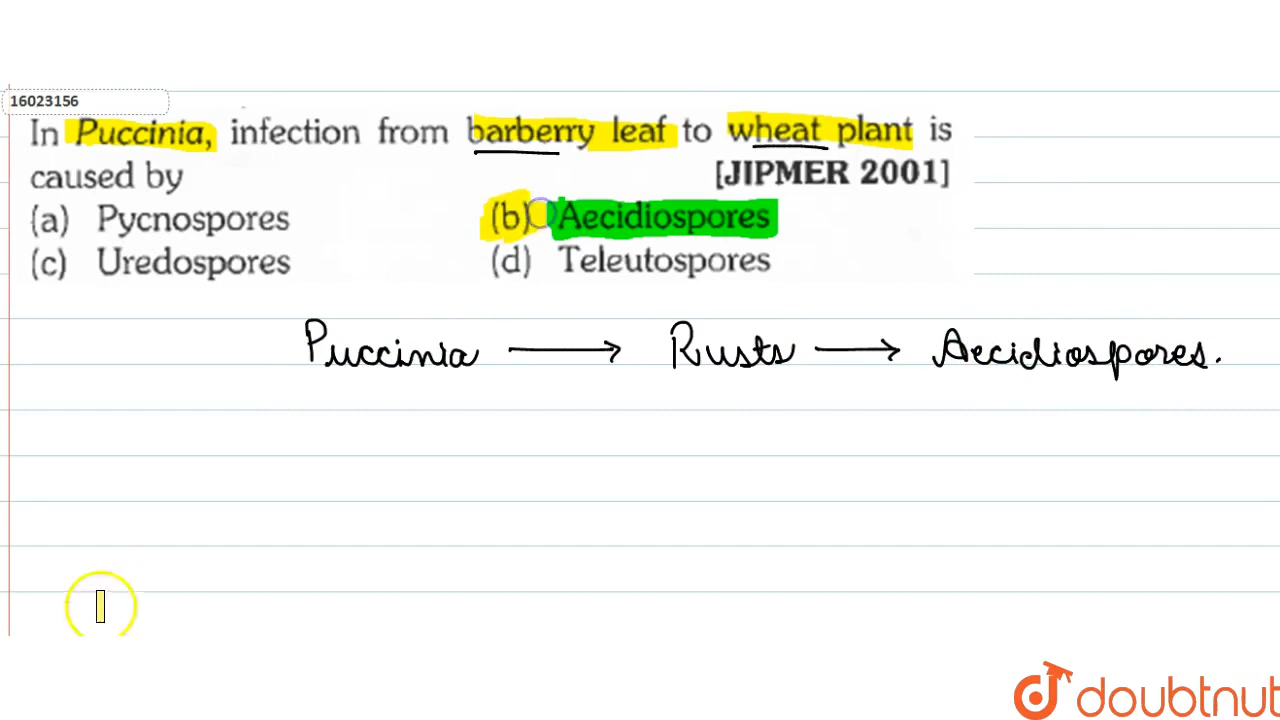 16023156
In Puccinia, infection from barberry leaf to wheat plant is
caused by [JIPMER 2001]
(a) Pycnospores (b) Aecidiospores
(c) Uredospores (d) Teleutospores
Puccinia → Rusts → Aecidiospores.
doubtnut